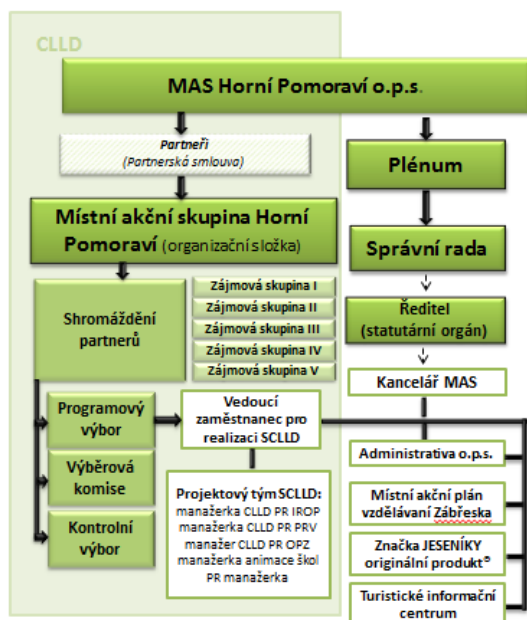 CLLD
MAS Horní Pomoraví o.p.s.
Partneři
(Partnerská smlouva)
Místní akční skupina Horní
Pomoraví (organizační složka)
Shromáždění
partnerů
Zájmová skupina I
Zájmová skupina II
Zájmová skupina III
Zájmová skupina IV
Zájmová skupina V
Programový
výbor
Výběrová
komise
Kontrolní
výbor
Vedoucí
zaměstnanec pro
realizaci SCLLD
Projektový tým SCLLD:
manažerka CLLD PR IROP
manažerka CLLD PR PRV
manažer CLLD PR OPZ
manažerka animace škol
PR manažerka
Plénum
Správní rada
Ředitel
(statutární orgán)
Kancelář MAS
Administrativa o.p.s.
Místní akční plán
vzdělávaní Zábřeska
Značka JESENÍKY
originální produkt®
Turistické informační
centrum